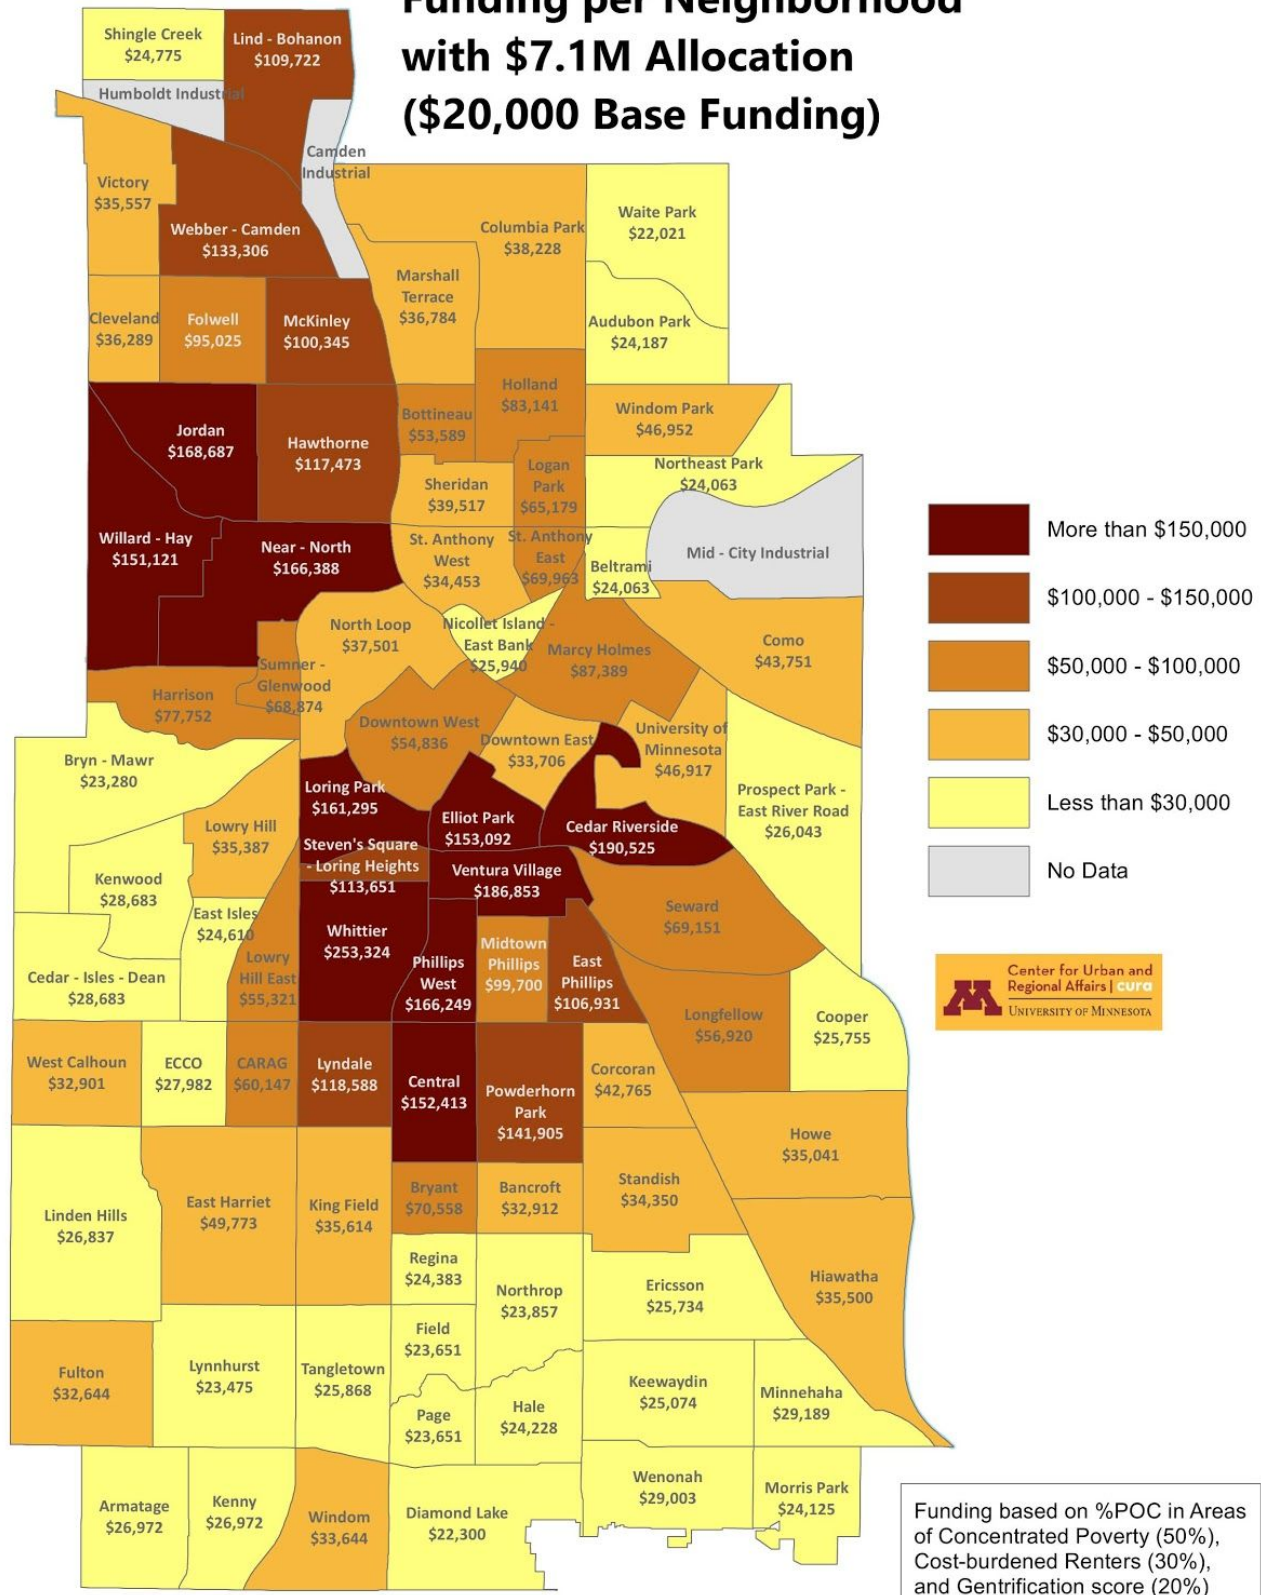 Funding per Neighborhood
with $7.1M Allocation
($20,000 Base Funding)
Shingle Creek
$24,775
Lind - Bohanon
$109,722
Humboldt Industrial
Camden
Industrial
Victory
$35,557
Webber - Camden
$133,306
Columbia Park
$38,228
Waite Park
$22,021
Marshall
Terrace
$36,784
Cleveland
$36,289
Folwell
$95,025
McKinley
$100,345
Audubon Park
$24,187
Holland
$83,141
Bottineau
$53,589
Windom Park
$46,952
Jordan
$168,687
Hawthorne
$117,473
Northeast Park
$24,063
Logan
Park
$65,179
Sheridan
$39,517
Willard - Hay
$151,121
Near - North
$166,388
St. Anthony
West
$34,453
St. Anthony
East
$69,963
Beltrami
$24,063
Mid - City Industrial
North Loop
$37,501
Nicollet Island -
East Bank
$25,940
Marcy Holmes
$87,389
Como
$43,751
Sumner -
Glenwood
$68,874
Harrison
$77,752
Downtown West
$54,836
Downtown East
$33,706
University of
Minnesota
$46,917
Bryn - Mawr
$23,280
Loring Park
$161,295
Prospect Park -
East River Road
$26,043
Lowry Hill
$35,387
Elliot Park
$153,092
Cedar Riverside
$190,525
Steven's Square
- Loring Heights
$113,651
Ventura Village
$186,853
Kenwood
$28,683
East Isles
$24,610
Whittier
$253,324
Seward
$69,151
Cedar - Isles - Dean
$28,683
Lowry
Hill East
$55,321
Phillips
West
$166,249
Midtown
Phillips
$99,700
East
Phillips
$106,931
Longfellow
$56,920
Cooper
$25,755
West Calhoun
$32,901
ECCO
$27,982
CARAG
$60,147
Lyndale
$118,588
Central
$152,413
Powderhorn
Park
$141,905
Corcoran
$42,765
Howe
$35,041
Linden Hills
$26,837
East Harriet
$49,773
King Field
$35,614
Bryant
$70,558
Bancroft
$32,912
Standish
$34,350
Regina
$24,383
Northrop
$23,857
Ericsson
$25,734
Hiawatha
$35,500
Fulton
$32,644
Lynnhurst
$23,475
Tangletown
$25,868
Field
$23,651
Page
$23,651
Hale
$24,228
Keewaydin
$25,074
Minnehaha
$29,189
Armatage
$26,972
Kenny
$26,972
Windom
$33,644
Diamond Lake
$22,300
Wenonah
$29,003
Morris Park
$24,125
More than $150,000
$100,000 - $150,000
$50,000 - $100,000
$30,000 - $50,000
Less than $30,000
No Data
Center for Urban and
Regional Affairs | cura
UNIVERSITY OF MINNESOTA
Funding based on %POC in Areas
of Concentrated Poverty (50%),
Cost-burdened Renters (30%),
and Gentrification score (20%)